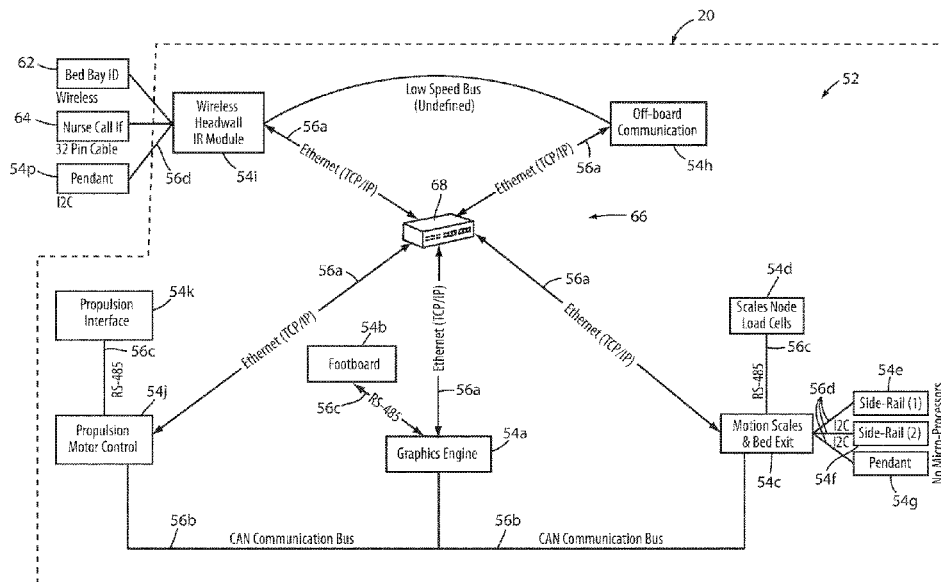 20
52
62
Bed Bay ID
Wireless
64
Nurse Call If
32 Pin Cable
54p
Pendant
I2C
56d
Wireless
Headwall
IR Module
54i
Low Speed Bus
(Undefined)
Off-board
Communication
54h
56a
Ethernet (TCP/IP)
56a
Ethernet (TCP/IP)
68
66
56a
Ethernet (TCP/IP)
56a
Ethernet (TCP/IP)
56a
Ethernet (TCP/IP)
Propulsion
Interface
54k
56c
RS-485
54j
Propulsion
Motor Control
54b
Footboard
56c
RS-485
54a
Graphics Engine
54d
Scales Node
Load Cells
56c
RS-485
Motion Scales
& Bed Exit
54c
56d
I2C
I2C
54e
Side-Rail (1)
Side-Rail (2)
54f
Pendant
54g
No Micro-Processors
56b
CAN Communication Bus
56b
CAN Communication Bus